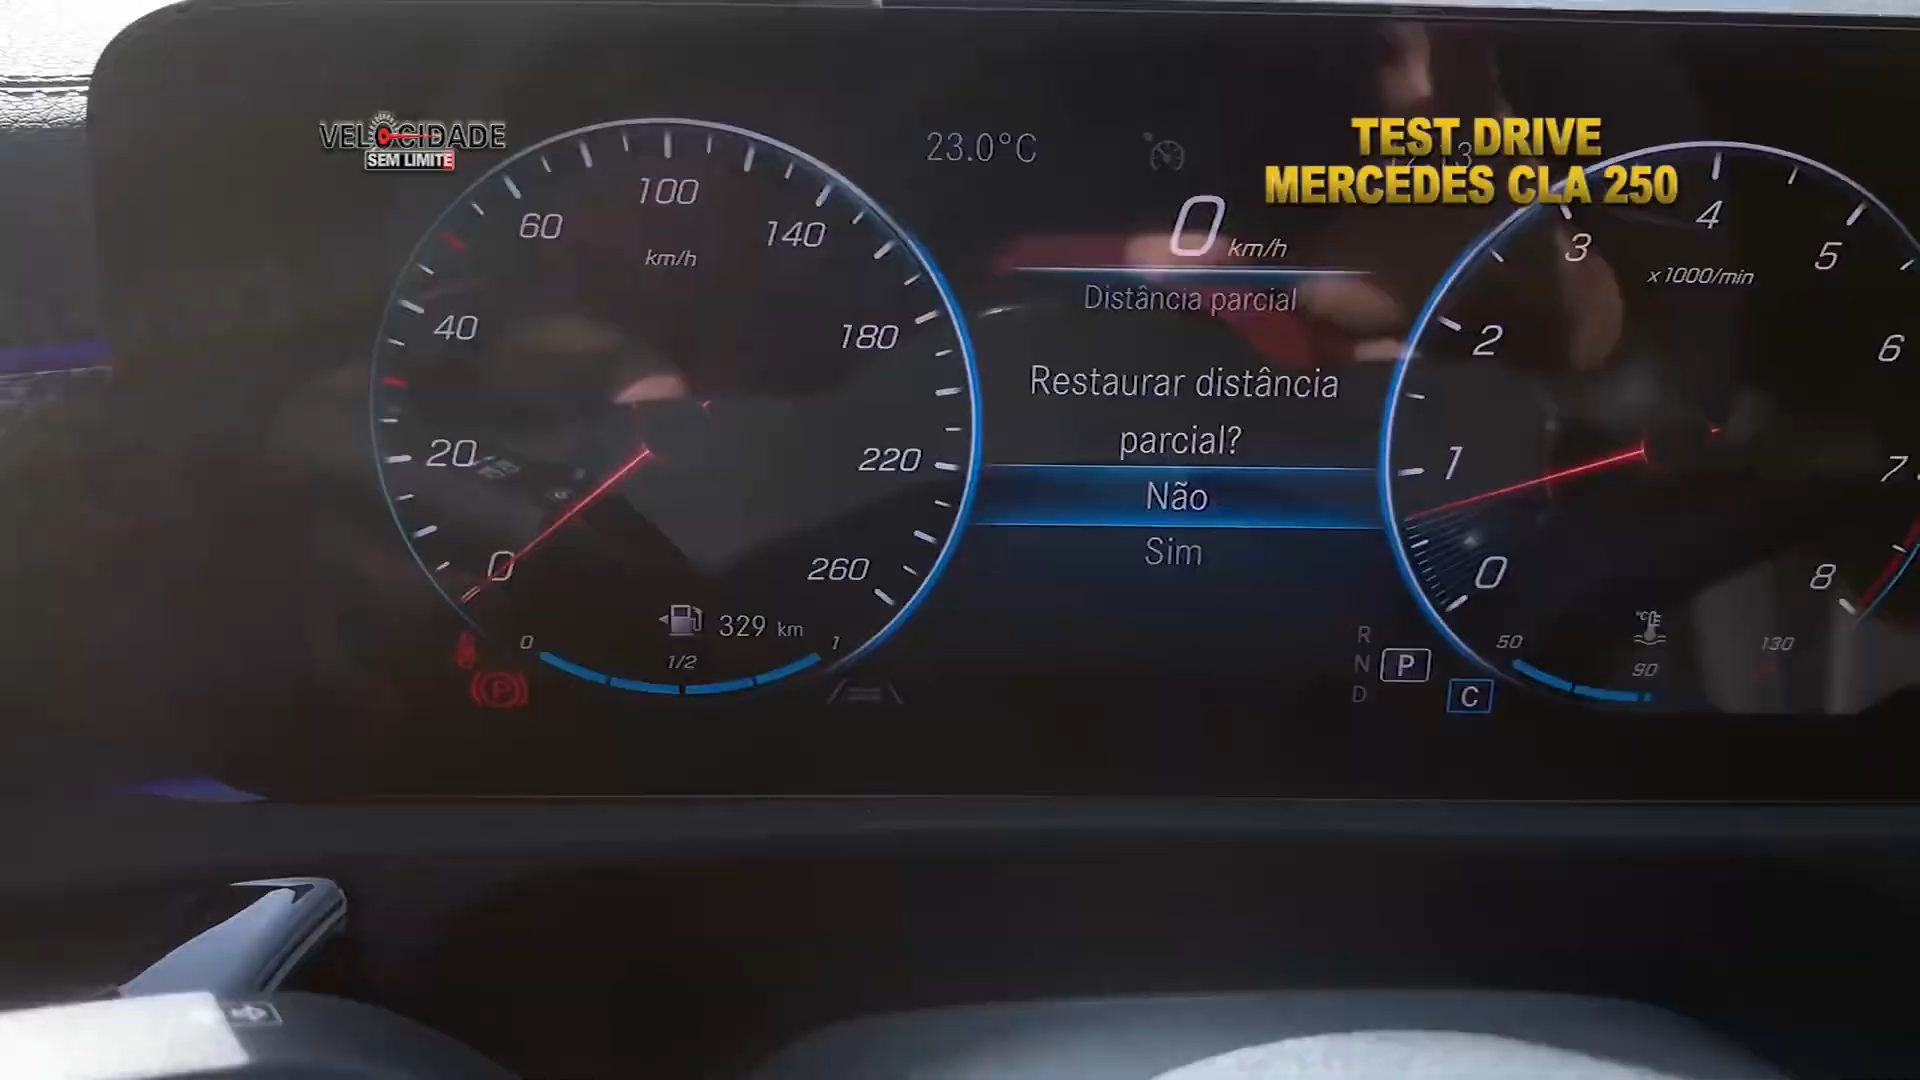 VELOCIDADE
SEM LIMITE
TEST DRIVE
MERCEDES CLA 250
23.0°C
0 km/h
Distância parcial
Restaurar distância
parcial?
Não
Sim
0
20
40
60
100
140
180
220
260
km/h
329 km
0
1/2
1
R
N
D
P
C
0
1
2
3
4
5
6
7
8
x1000/min
°C
50
90
130